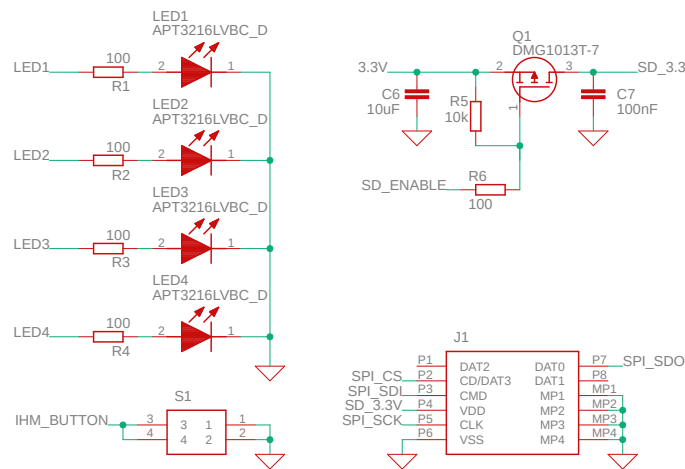 LED1
APT3216LVBC_D
LED1
100
R1
2
1
LED2
APT3216LVBC_D
LED2
100
R2
2
1
LED3
APT3216LVBC_D
LED3
100
R3
2
1
LED4
APT3216LVBC_D
LED4
100
R4
2
1
S1
IHM_BUTTON
3
3
1
1
4
4
2
2
Q1
DMG1013T-7
3.3V
2
3
SD_3.3
C6
10uF
R5
10k
1
C7
100nF
SD_ENABLE
R6
100
J1
P1
DAT2
DAT0
P7
SPI_SDO
SPI_CS
P2
CD/DAT3
DAT1
P8
SPI_SDI
P3
CMD
MP1
MP1
SD_3.3V
P4
VDD
MP2
MP2
SPI_SCK
P5
CLK
MP3
MP3
P6
VSS
MP4
MP4